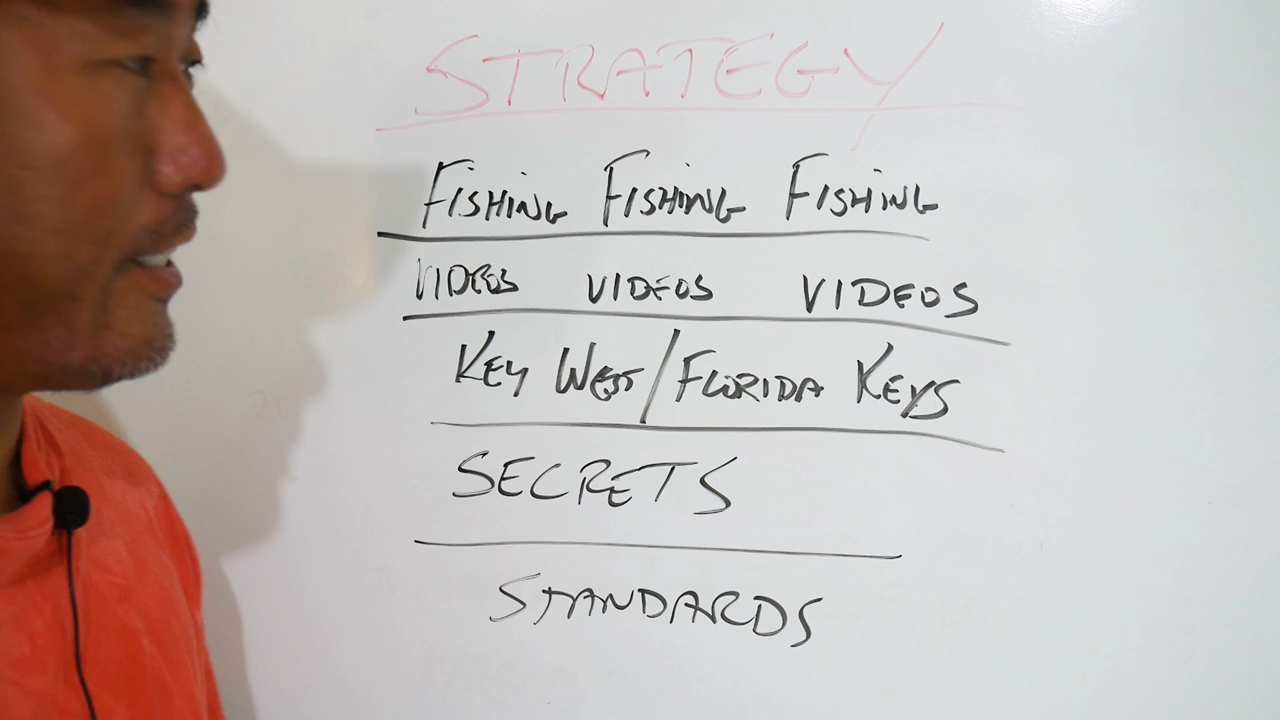 STRATEGY
FISHING FISHING FISHING
VIDEOS VIDEOS VIDEOS
KEY WEST/FLORIDA KEYS
SECRETS
STANDARDS